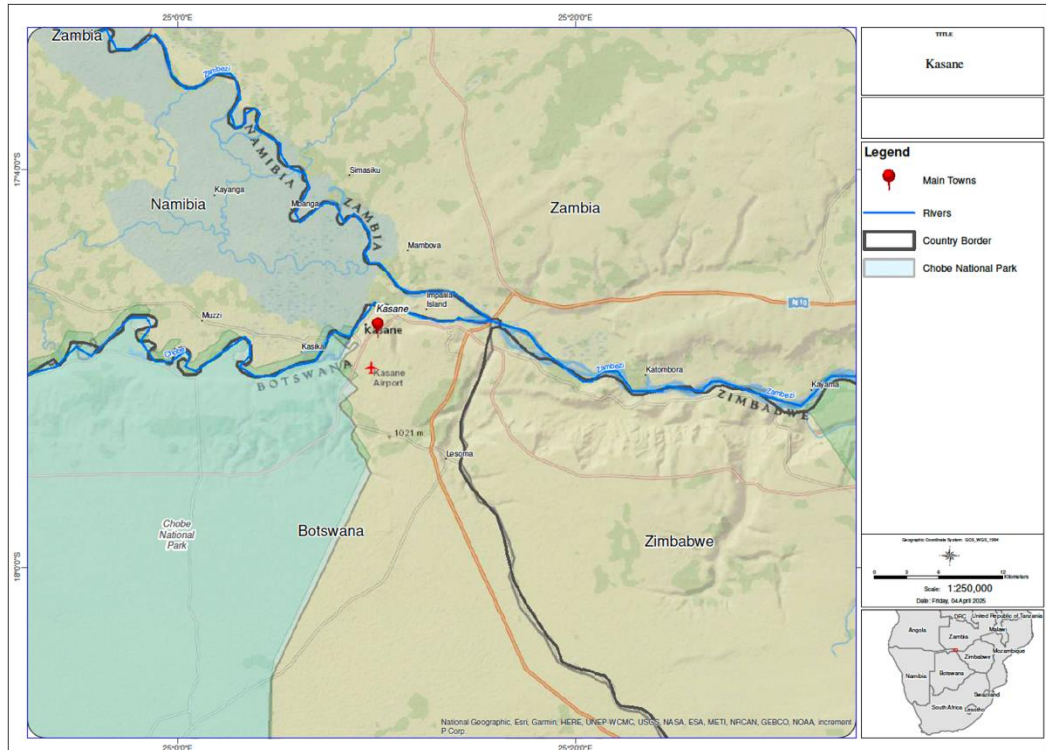 25°0'0"E
25°20'0"E
17°40'0"S
18°0'0"S
25°0'0"E
25°20'0"E
Zambia
Zambezi
NAMIBIA
Simasiku
Kayanga
Namibia
Mbanga
ZAMBIA
Zambia
Mambova
Impalila
Island
Kasane
Kasane
A(10)
Muzzi
Kasika
Chobe
BOTSWANA
Kasane
Airport
Zambezi
Katombora
Zambezi
Kayama
ZIMBABWE
1021 m
Lesoma
Chobe
National
Park
Botswana
Zimbabwe
National Geographic, Esri, Garmin, HERE, UNEP-WCMC, USGS, NASA, ESA, METI, NRCAN, GEBCO, NOAA, increment
P Corp.
TITLE
Kasane
Legend
Main Towns
Rivers
Country Border
Chobe National Park
Geographic Coordinate System: GCS_WGS_1984
0 3 6 12
Kilometers
Scale: 1:250,000
Date: Friday, 04 April 2025
DRC
United Republic of Tanzania
Angola
Zambia
Malawi
Mozambique
Zimbabwe
Namibia
Botswana
Swaziland
South Africa
Lesotho